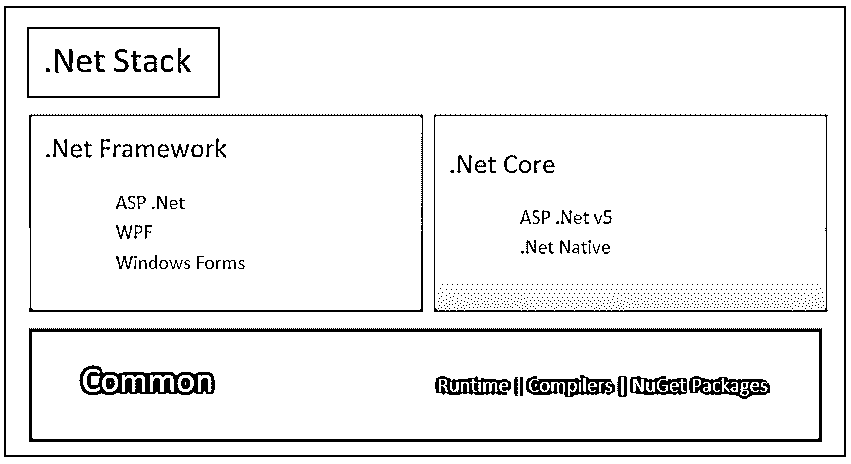 .Net Stack
.Net Framework
ASP .Net
WPF
Windows Forms
.Net Core
ASP .Net v5
.Net Native
Common
Runtime || Compilers | NuGet Packages